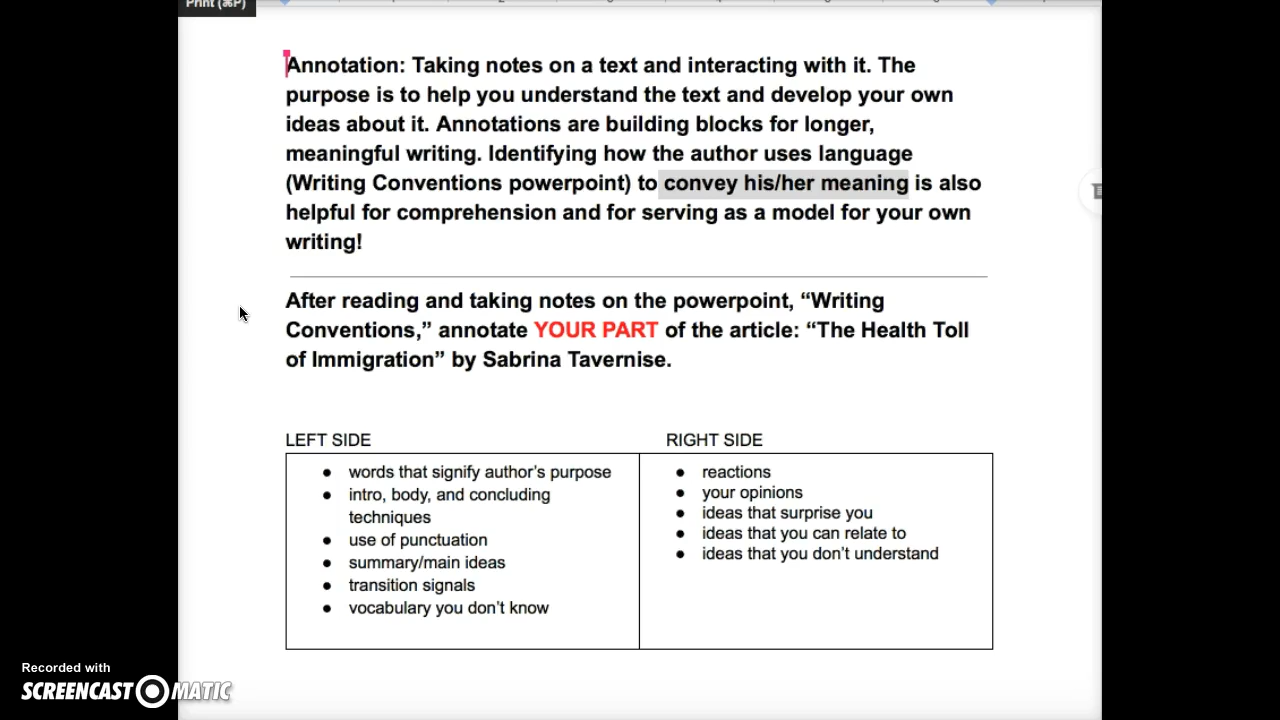 Print (⌘P)
Annotation: Taking notes on a text and interacting with it. The
purpose is to help you understand the text and develop your own
ideas about it. Annotations are building blocks for longer,
meaningful writing. Identifying how the author uses language
(Writing Conventions powerpoint) to convey his/her meaning is also
helpful for comprehension and for serving as a model for your own
writing!
After reading and taking notes on the powerpoint, “Writing
Conventions,” annotate YOUR PART of the article: “The Health Toll
of Immigration” by Sabrina Tavernise.
LEFT SIDE
● words that signify author’s purpose
● intro, body, and concluding
techniques
● use of punctuation
● summary/main ideas
● transition signals
● vocabulary you don’t know
RIGHT SIDE
● reactions
● your opinions
● ideas that surprise you
● ideas that you can relate to
● ideas that you don’t understand
Recorded with
SCREENCAST MATIC